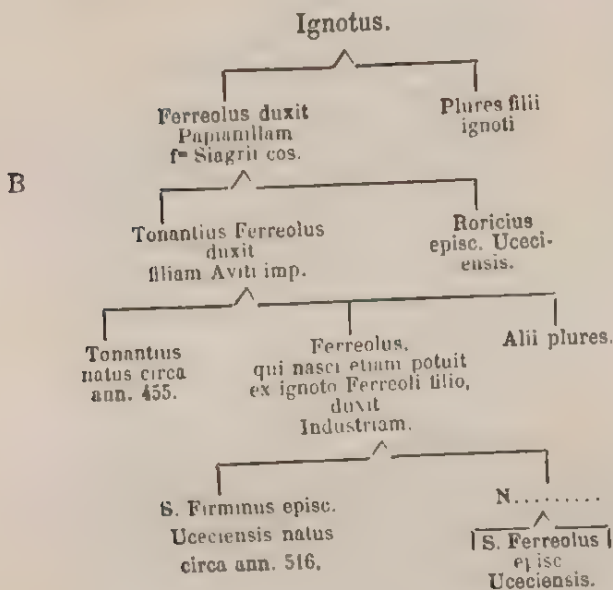 Ignotus.
Ferreolus duxit
Papianillam
f= Siagrii cos.
Plures filii
ignoti
B
Tonantius Ferreolus
duxit
filiam Aviti imp.
Roricius
episc. Uceci-
ensis.
Tonantius
natus circa
ann. 455.
Ferreolus,
qui nasci etiam potuit
ex ignoto Ferreoli filio,
duxit
Industriam.
Alii plures.
S. Firminus episc.
Uceciensis natus
circa ann. 516.
N.........
S. Ferreolus
episc
Uceciensis.